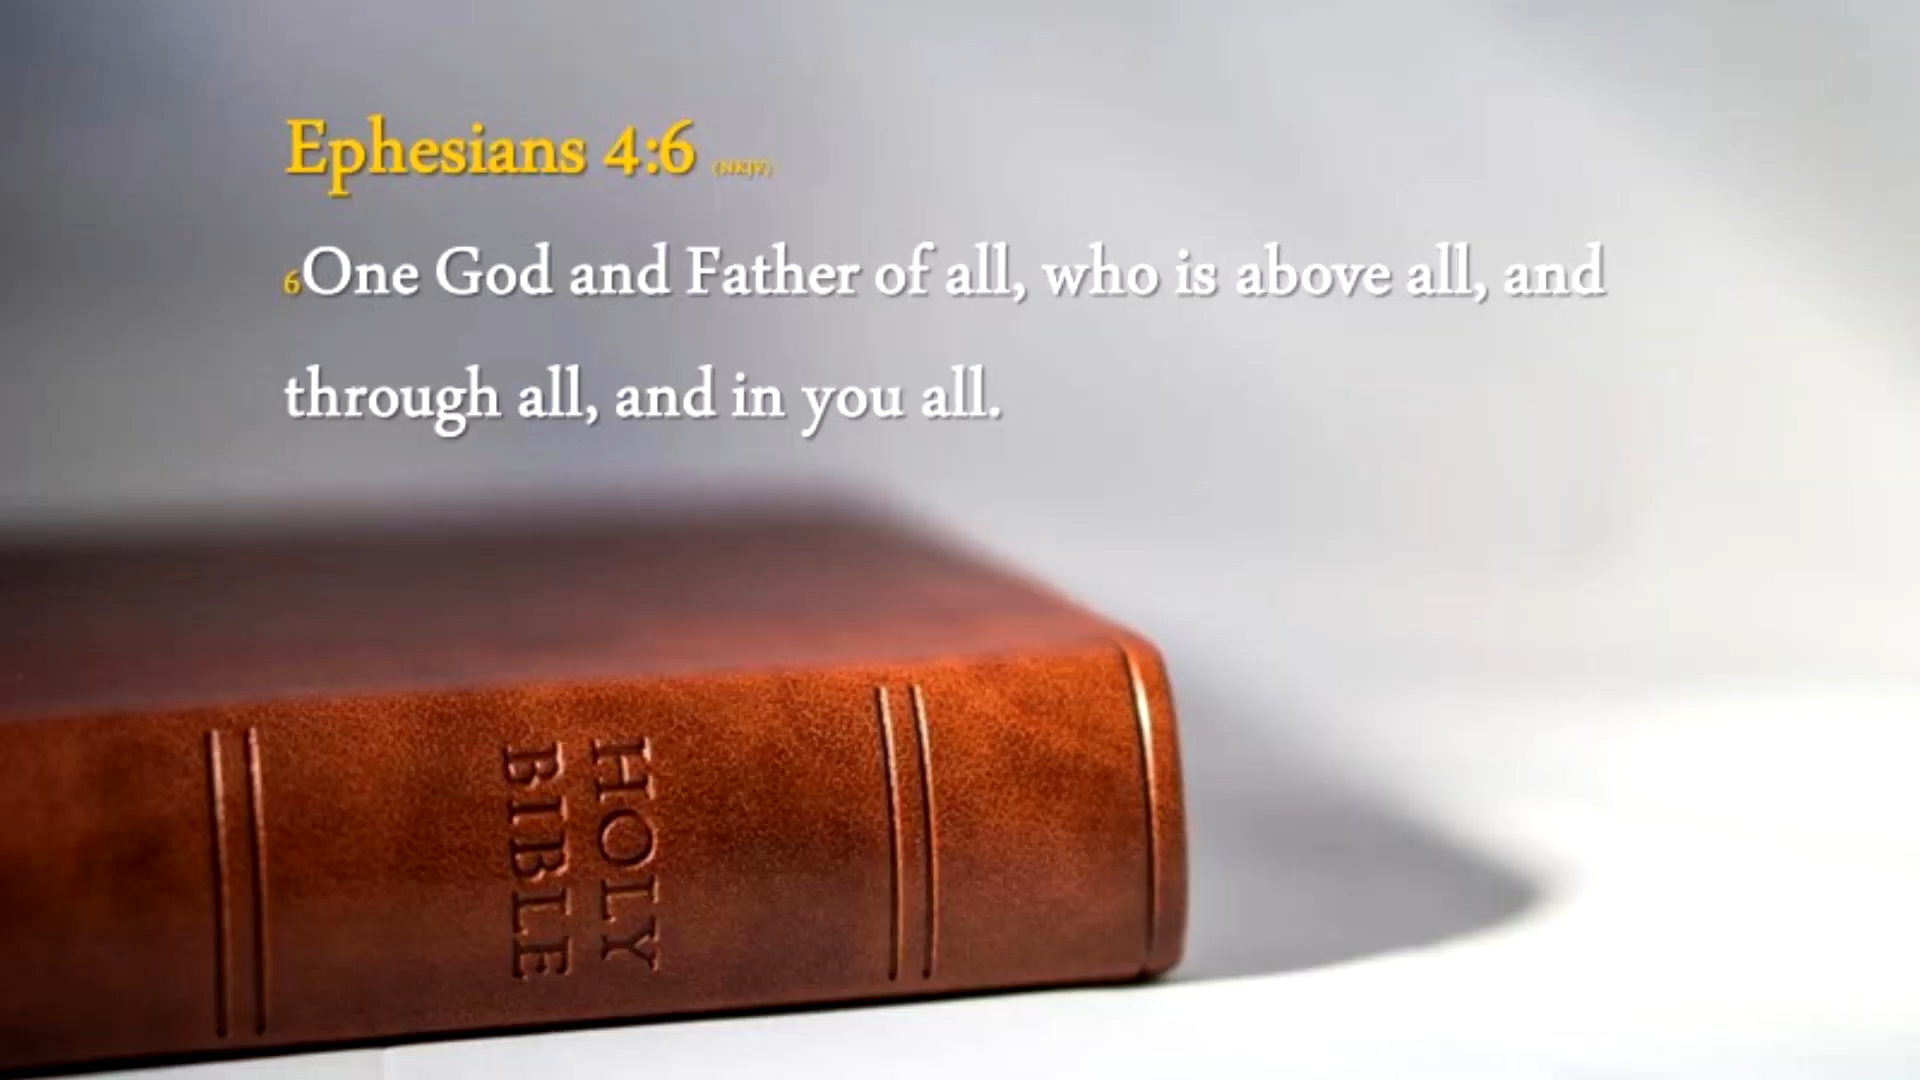 Ephesians 4:6 (NKJV)
6One God and Father of all, who is above all, and
through all, and in you all.
HOLY
BIBLE